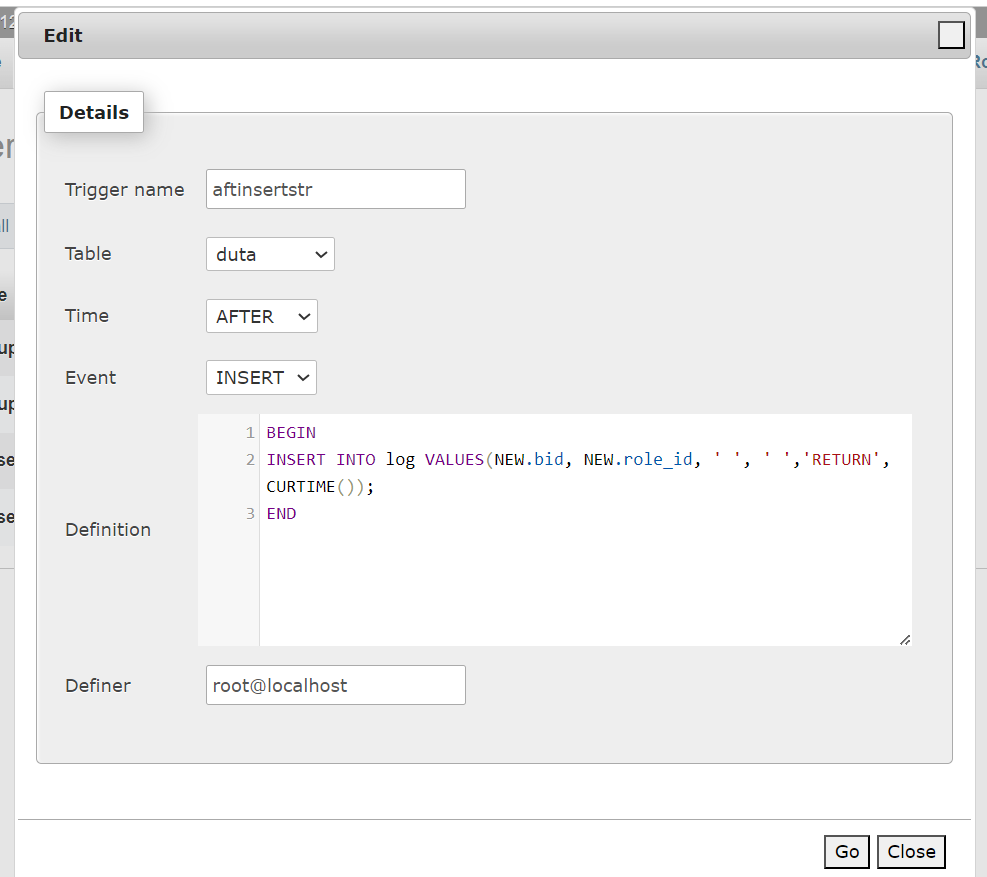 Edit
Details
Trigger name aftinsertstr
Table duta
Time AFTER
Event INSERT
1 BEGIN
2 INSERT INTO log VALUES(NEW.bid, NEW.role_id, ' ', ' ','RETURN',
CURTIME());
3 END
Definition
Definer root@localhost
Go Close